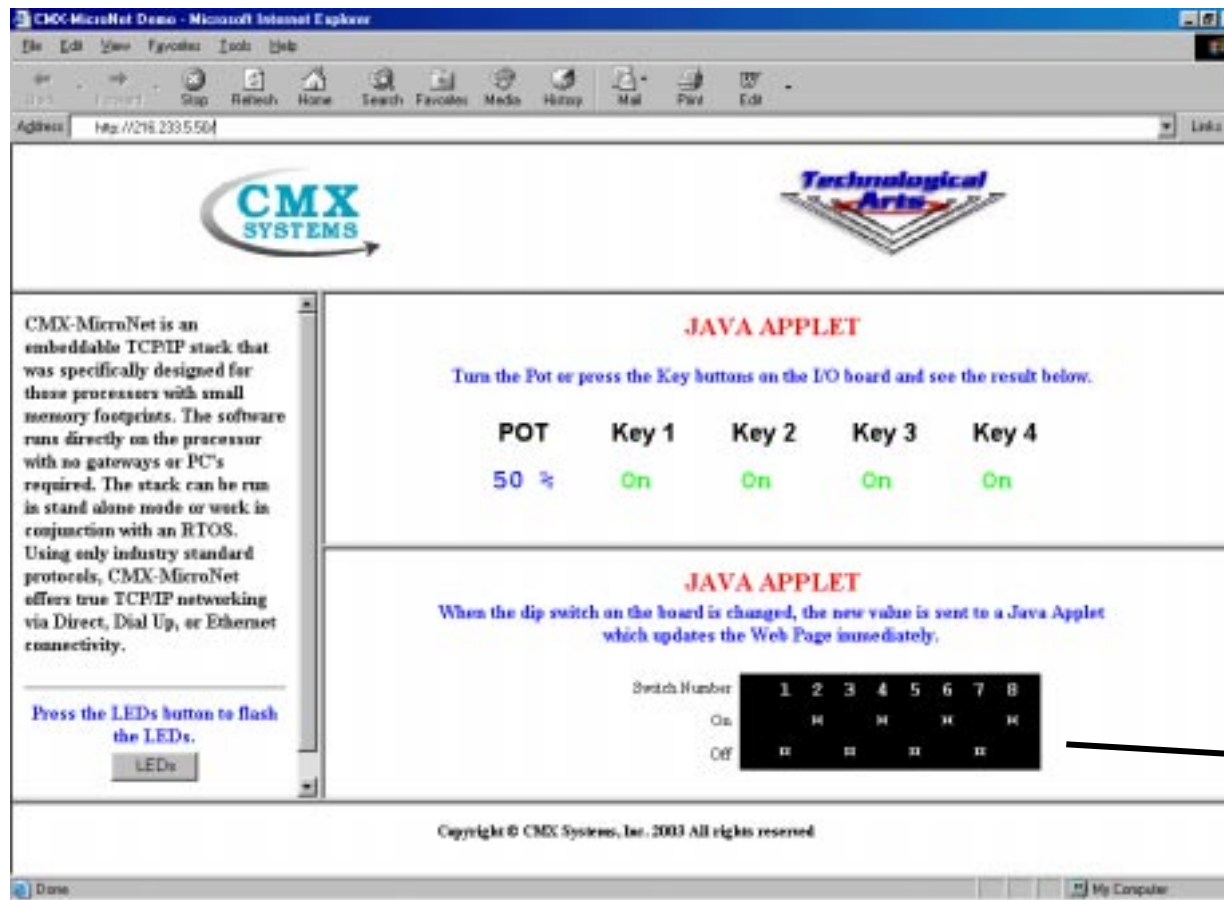 CMX-MicroNet Demo - Microsoft Internet Explorer
File Edit View Favorites Tools Help
Back Forward Stop Refresh Home Search Favorites Media History Mail Print Edit
Address http://216.233.5.50/ Links
CMX
SYSTEMS
Technological
Arts
CMX-MicroNet is an
embeddable TCP/IP stack that
was specifically designed for
those processors with small
memory footprints. The software
runs directly on the processor
with no gateways or PC's
required. The stack can be run
in stand alone mode or work in
conjunction with an RTOS.
Using only industry standard
protocols, CMX-MicroNet
offers true TCP/IP networking
via Direct, Dial Up, or Ethernet
connectivity.
Press the LEDs button to flash
the LEDs.
LEDs
JAVA APPLET
Turn the Pot or press the Key buttons on the I/O board and see the result below.
POT Key 1 Key 2 Key 3 Key 4
50 % On On On On
JAVA APPLET
When the dip switch on the board is changed, the new value is sent to a Java Applet
which updates the Web Page immediately.
Switch Number 1 2 3 4 5 6 7 8
On
Off
Copyright © CMX Systems, Inc. 2003 All rights reserved
Done My Computer